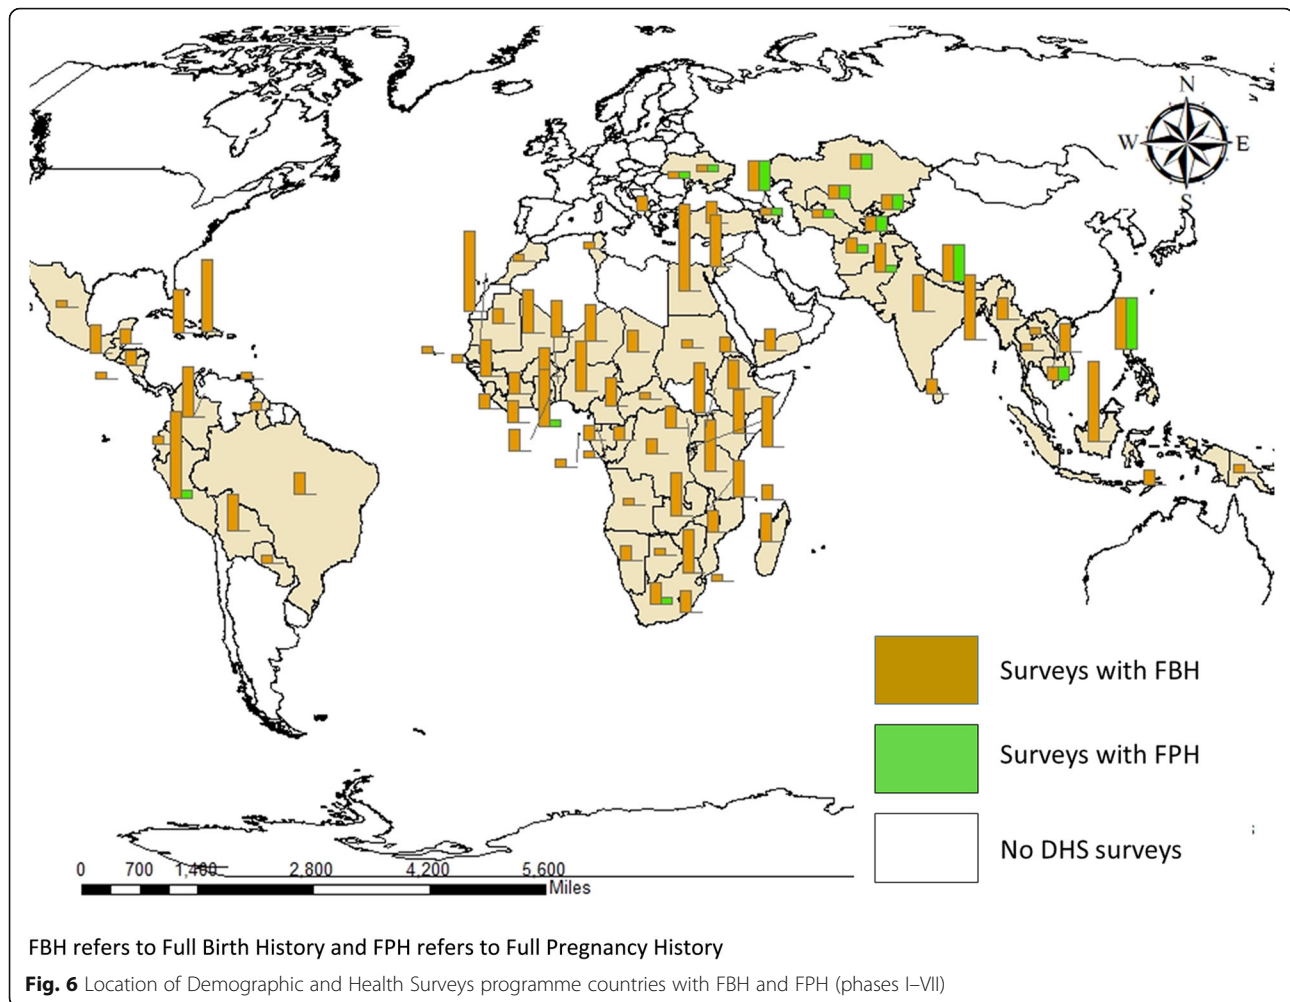 N
W E
S
Surveys with FBH
Surveys with FPH
No DHS surveys
0 700 1,400 2,800 4,200 5,600
Miles
FBH refers to Full Birth History and FPH refers to Full Pregnancy History
Fig. 6 Location of Demographic and Health Surveys programme countries with FBH and FPH (phases I–VII)